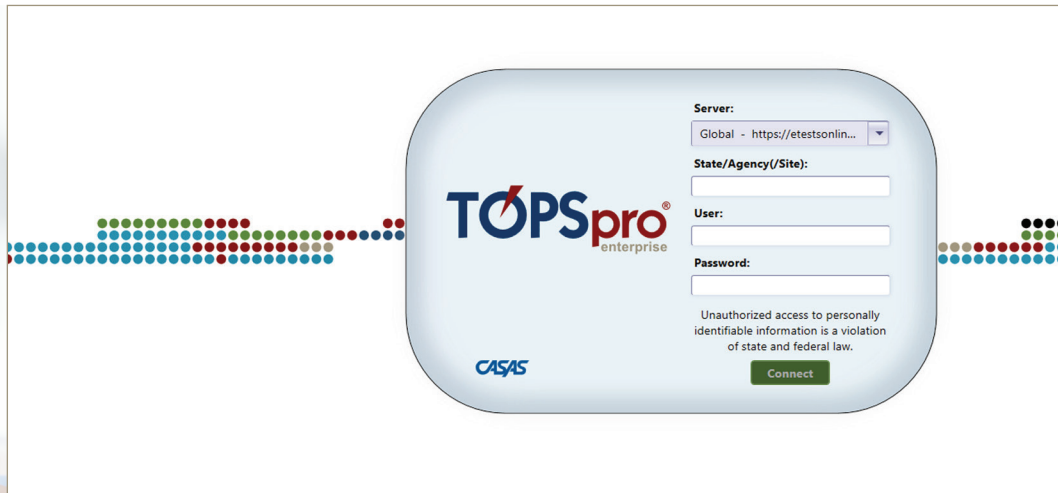 Server:
Global - https://etestsonlin...
State/Agency(/Site):
User:
TOPSpro®
enterprise
Password:
Unauthorized access to personally
identifiable information is a violation
of state and federal law.
CASAS
Connect